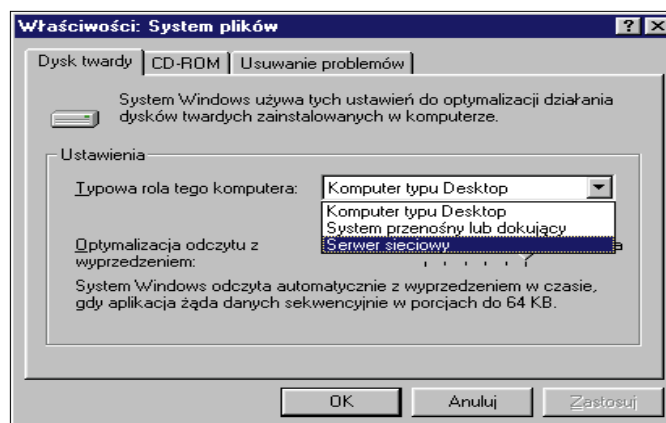 Właściwości: System plików
Dysk twardy CD-ROM Usuwanie problemów
System Windows używa tych ustawień do optymalizacji działania
dysków twardych zainstalowanych w komputerze.
Ustawienia
Typowa rola tego komputera: Komputer typu Desktop
Komputer typu Desktop
System przenośny lub dokujący
Serwer sieciowy
Optymalizacja odczytu z
wyprzedzeniem:
System Windows odczyta automatycznie z wyprzedzeniem w czasie,
gdy aplikacja żąda danych sekwencyjnie w porcjach do 64 KB.
OK Anuluj Zastosuj